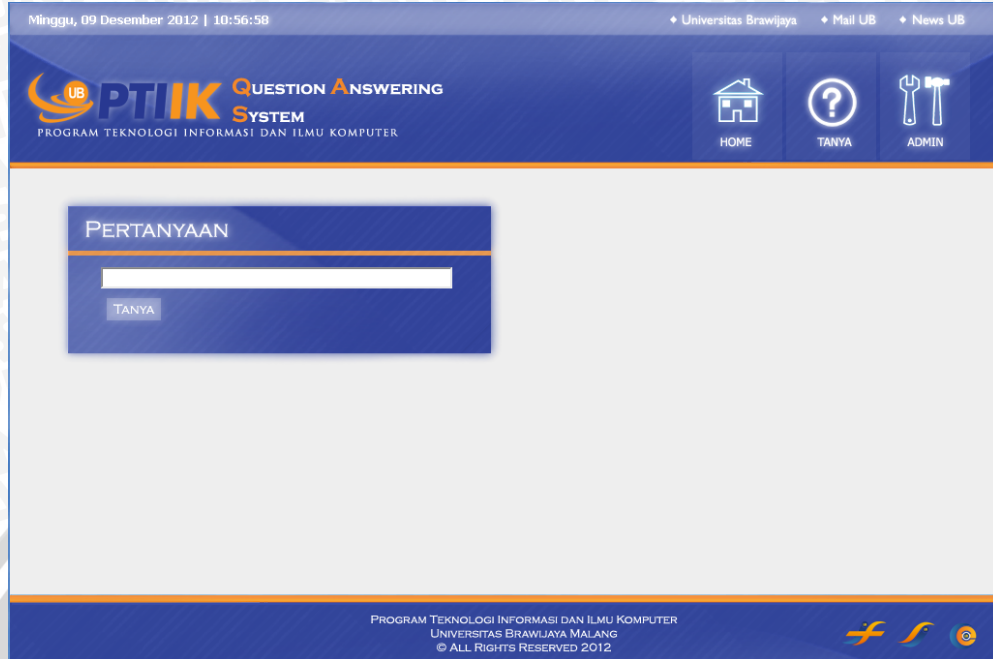 Minggu, 09 Desember 2012 | 10:56:58
Universitas Brawijaya Mail UB News UB
UB PTIIK QUESTION ANSWERING
SYSTEM
PROGRAM TEKNOLOGI INFORMASI DAN ILMU KOMPUTER
HOME TANYA ADMIN
PERTANYAAN
TANYA
PROGRAM TEKNOLOGI INFORMASI DAN ILMU KOMPUTER
UNIVERSITAS BRAWIJAYA MALANG
© ALL RIGHTS RESERVED 2012